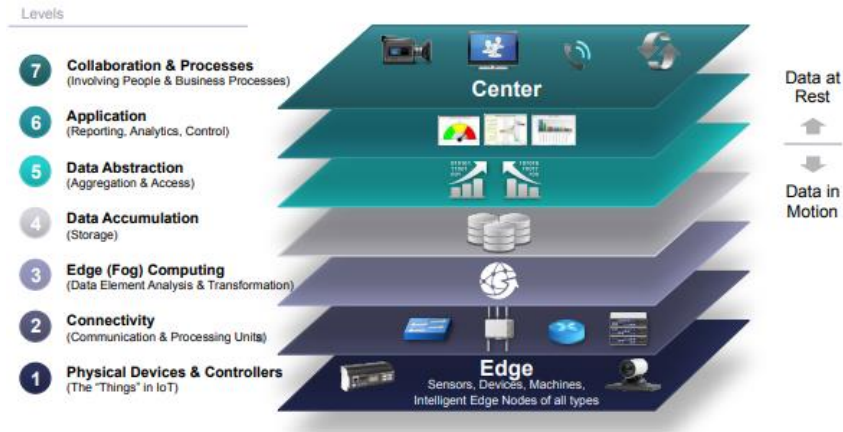 Levels
7
Collaboration & Processes
(Involving People & Business Processes)
6
Application
(Reporting, Analytics, Control)
5
Data Abstraction
(Aggregation & Access)
4
Data Accumulation
(Storage)
3
Edge (Fog) Computing
(Data Element Analysis & Transformation)
2
Connectivity
(Communication & Processing Units)
1
Physical Devices & Controllers
(The "Things" in IoT)
Center
Edge
Sensors, Devices, Machines,
Intelligent Edge Nodes of all types
Data at
Rest
Data in
Motion